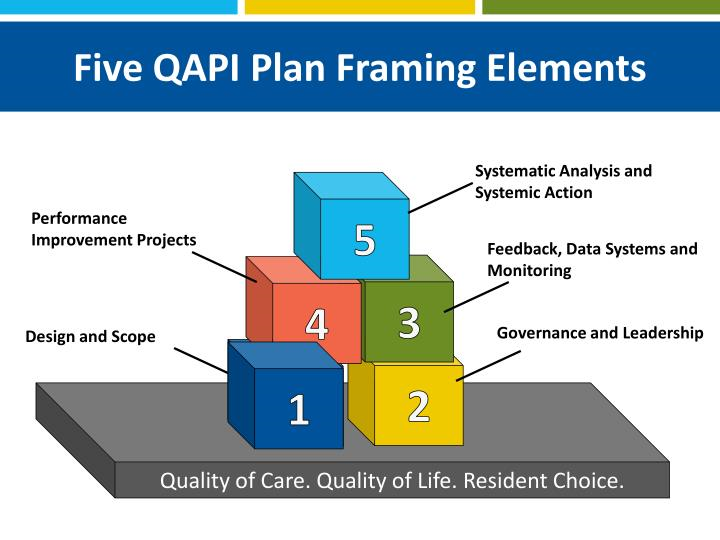 Five QAPI Plan Framing Elements
Systematic Analysis and
Systemic Action
Performance
Improvement Projects
5
Feedback, Data Systems and
Monitoring
4
3
Design and Scope
Governance and Leadership
1
2
Quality of Care. Quality of Life. Resident Choice.